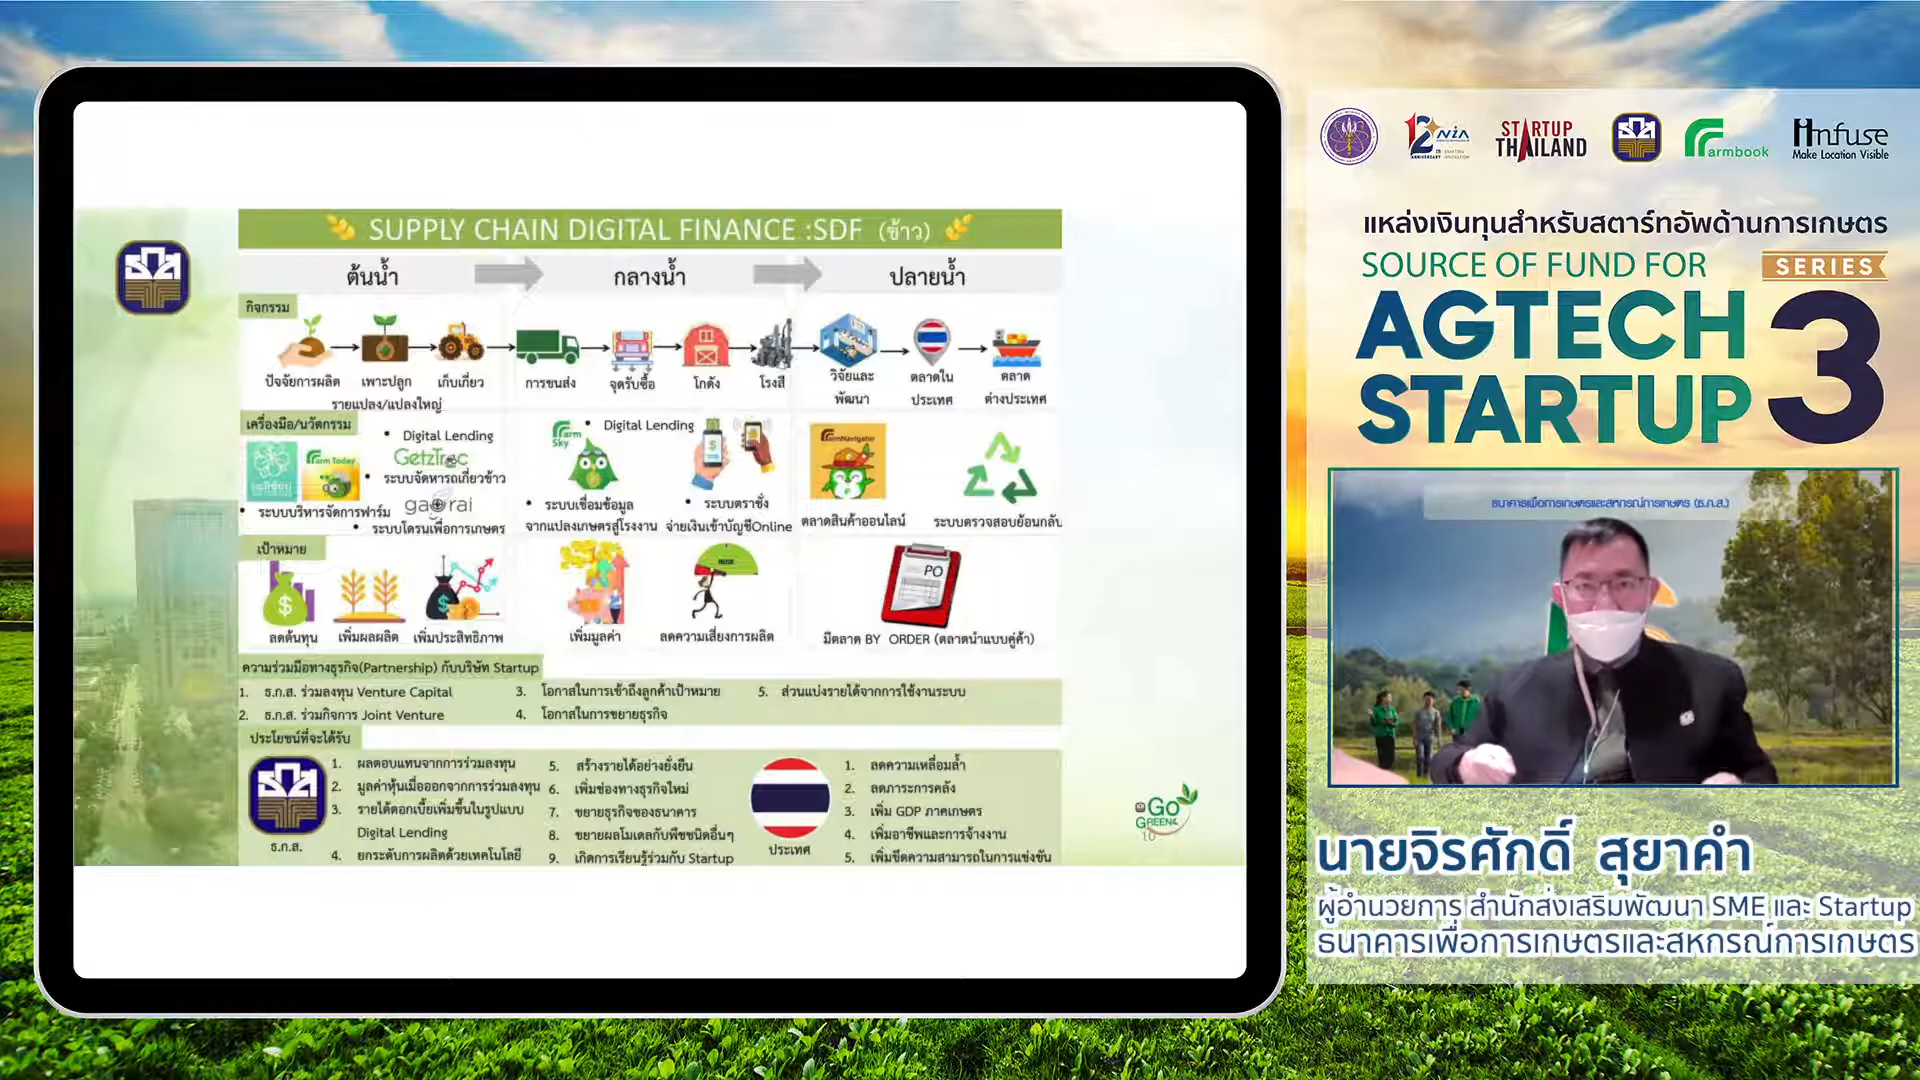 SUPPLY CHAIN DIGITAL FINANCE :SDF (ข้าว)
ต้นน้ำ
กลางน้ำ
ปลายน้ำ
กิจกรรม
ปัจจัยการผลิต
เพาะปลูก
เก็บเกี่ยว
รายแปลง/แปลงใหญ่
การขนส่ง
จุดรับซื้อ
โกดัง
โรงสี
วิจัยและ
พัฒนา
ตลาดใน
ประเทศ
ตลาด
ต่างประเทศ
เครื่องมือ/นวัตกรรม
• Digital Lending
Farm Today
GetzTrac
• ระบบจัดหารถเกี่ยวข้าว
• ระบบบริหารจัดการฟาร์ม
gaorai
• ระบบโดรนเพื่อการเกษตร
Farm
Sky
• Digital Lending
• ระบบเชื่อมข้อมูล
จากแปลงเกษตรสู่โรงงาน
• ระบบตราชั่ง
จ่ายเงินเข้าบัญชีOnline
FarmNavigator
ตลาดสินค้าออนไลน์
ระบบตรวจสอบย้อนกลับ
เป้าหมาย
ลดต้นทุน
เพิ่มผลผลิต
เพิ่มประสิทธิภาพ
เพิ่มมูลค่า
RISK
ลดความเสี่ยงการผลิต
PO
มีตลาด BY ORDER (ตลาดนำแบบคู่ค้า)
ความร่วมมือทางธุรกิจ(Partnership) กับบริษัท Startup
1. ธ.ก.ส. ร่วมลงทุน Venture Capital
2. ธ.ก.ส. ร่วมกิจการ Joint Venture
3. โอกาสในการเข้าถึงลูกค้าเป้าหมาย
4. โอกาสในการขยายธุรกิจ
5. ส่วนแบ่งรายได้จากการใช้งานระบบ
ประโยชน์ที่จะได้รับ
ธ.ก.ส.
1. ผลตอบแทนจากการร่วมลงทุน
2. มูลค่าหุ้นเมื่อออกจากการร่วมลงทุน
3. รายได้ดอกเบี้ยเพิ่มขึ้นในรูปแบบ
Digital Lending
4. ยกระดับการผลิตด้วยเทคโนโลยี
5. สร้างรายได้อย่างยั่งยืน
6. เพิ่มช่องทางธุรกิจใหม่
7. ขยายธุรกิจของธนาคาร
8. ขยายผลโมเดลกับพืชชนิดอื่นๆ
9. เกิดการเรียนรู้ร่วมกับ Startup
ประเทศ
1. ลดความเหลื่อมล้ำ
2. ลดภาระการคลัง
3. เพิ่ม GDP ภาคเกษตร
4. เพิ่มอาชีพและการจ้างงาน
5. เพิ่มขีดความสามารถในการแข่งขัน
Go
GREEN
10
12 NIA
ANNIVERSARY
STARTUP
THAILAND
Farmbook
iinfuse
Make Location Visible
แหล่งเงินทุนสำหรับสตาร์ทอัพด้านการเกษตร
SOURCE OF FUND FOR
SERIES
3
AGTECH
STARTUP
ธนาคารเพื่อการเกษตรและสหกรณ์การเกษตร (ธ.ก.ส.)
นายจิรศักดิ์ สุยาคำ
ผู้อำนวยการ สำนักส่งเสริมพัฒนา SME และ Startup
ธนาคารเพื่อการเกษตรและสหกรณ์การเกษตร